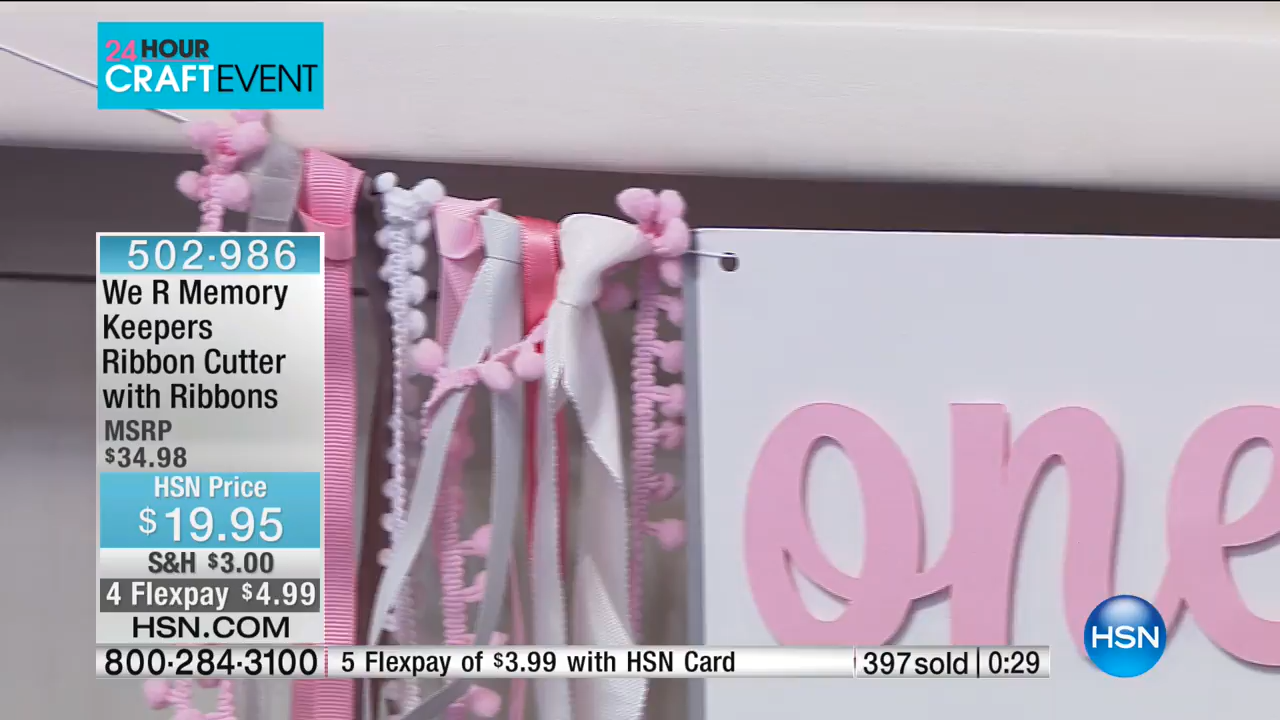 24 HOUR
CRAFT EVENT
502·986
We R Memory
Keepers
Ribbon Cutter
with Ribbons
MSRP
$34.98
HSN Price
$19.95
S&H $3.00
4 Flexpay $4.99
HSN.COM
800·284·3100
5 Flexpay of $3.99 with HSN Card
397sold | 0:29
one
HSN